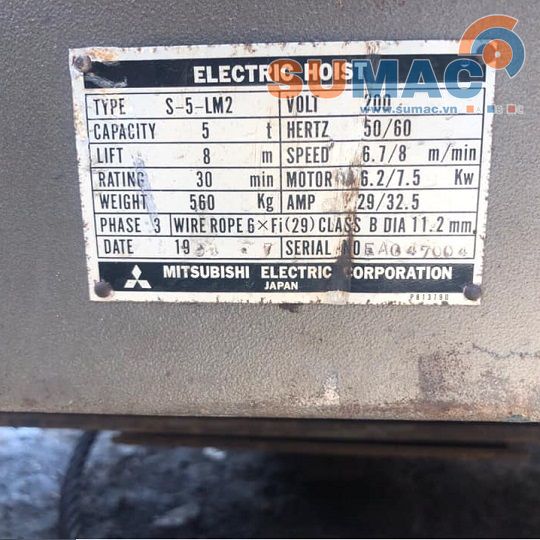 SUMAC
www.sumac.vn
ELECTRIC HOIST
TYPE S-5-LM2 VOLT 200
CAPACITY 5 t HERTZ 50/60
LIFT 8 m SPEED 6.7/8 m/min
RATING 30 min MOTOR 6.2/7.5 Kw
WEIGHT 560 Kg AMP 29/32.5
PHASE 3 WIRE ROPE 6×Fi(29) CLASS B DIA 11.2 mm
DATE 19 7 SERIAL NO EA047004
MITSUBISHI ELECTRIC CORPORATION
JAPAN
P813790